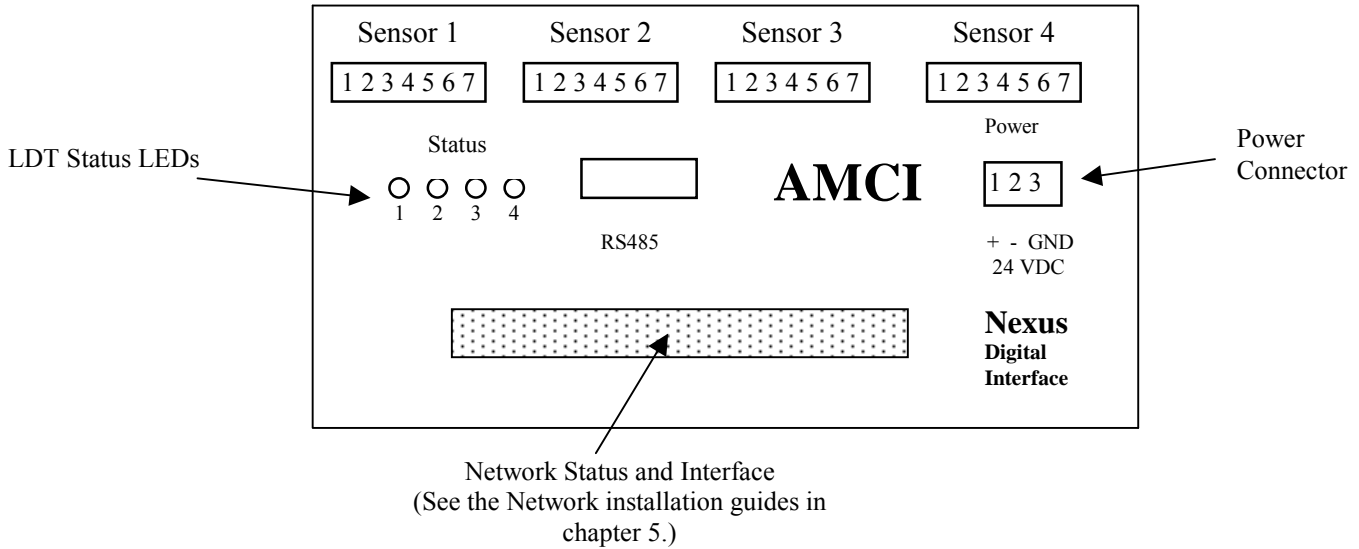 Sensor 1 Sensor 2 Sensor 3 Sensor 4
1 2 3 4 5 6 7 1 2 3 4 5 6 7 1 2 3 4 5 6 7 1 2 3 4 5 6 7
LDT Status LEDs
Status
1 2 3 4
RS485
AMCI
Power
1 2 3
+ - GND
24 VDC
Power
Connector
Nexus
Digital
Interface
Network Status and Interface
(See the Network installation guides in
chapter 5.)